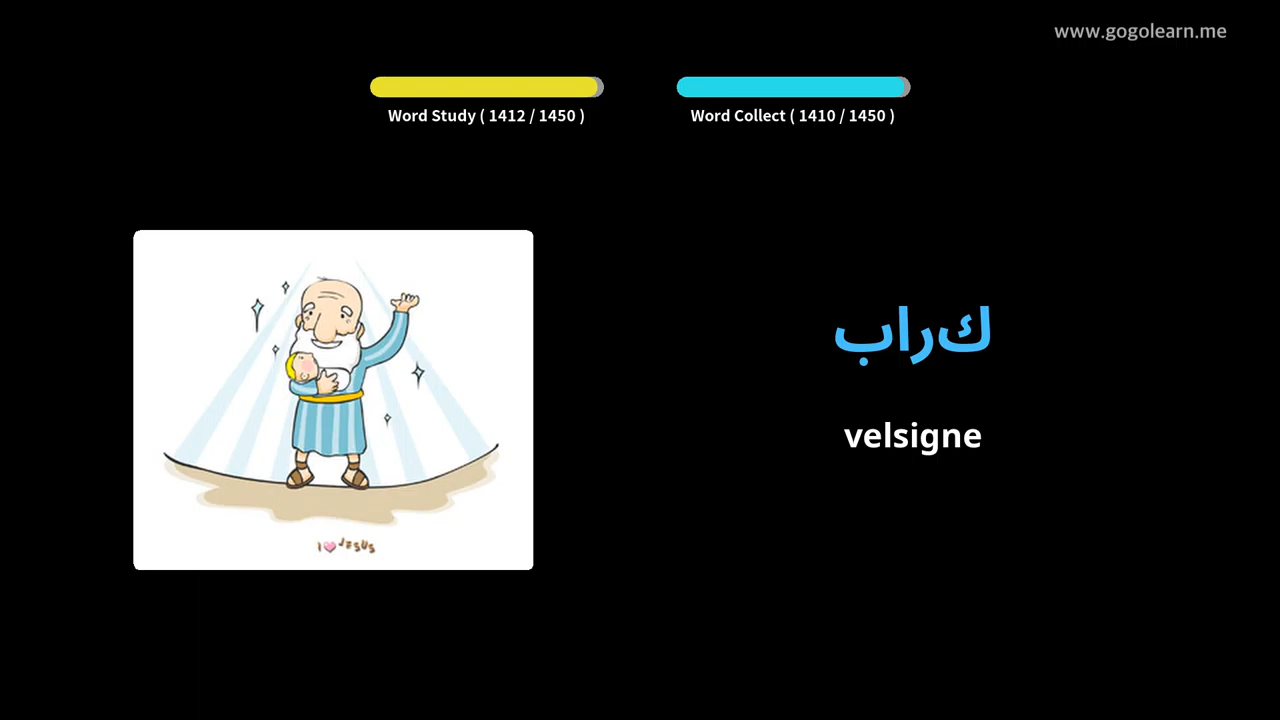 www.gogolearn.me
Word Study ( 1412 / 1450 )
Word Collect ( 1410 / 1450 )
كراب
velsigne
I JESUS